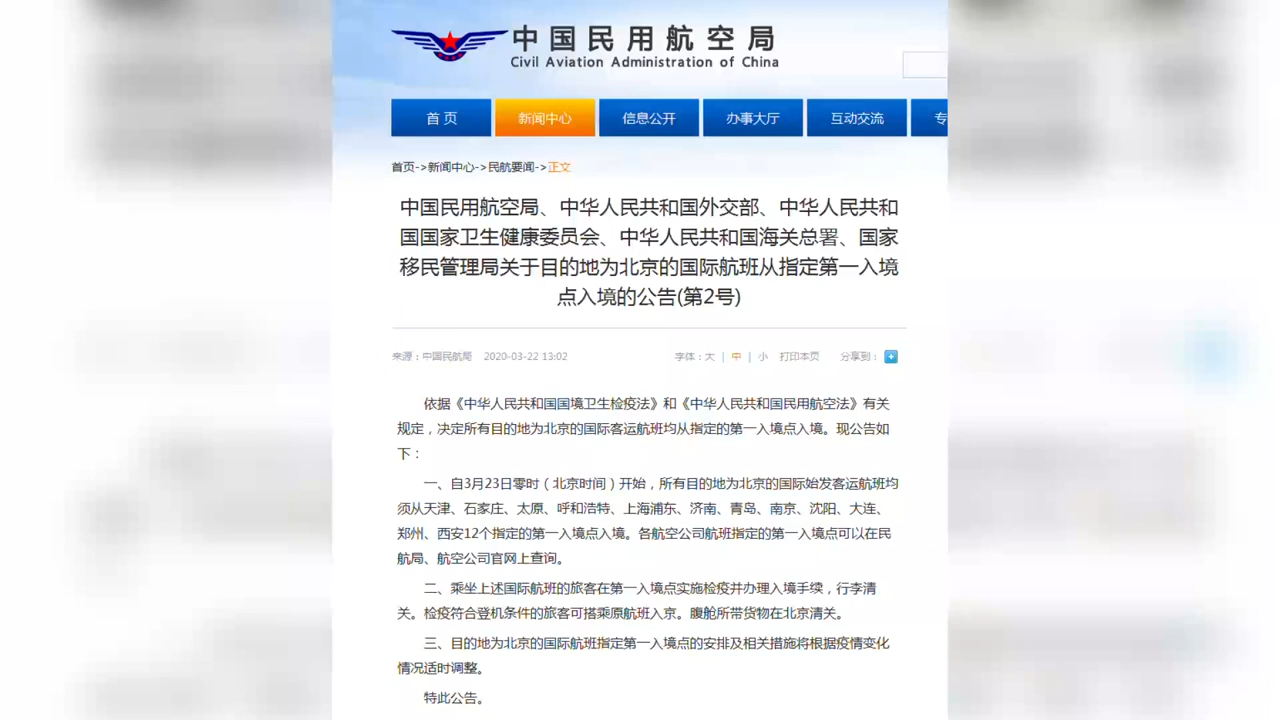 中国民用航空局
Civil Aviation Administration of China
首页 新闻中心 信息公开 办事大厅 互动交流 专
首页->新闻中心->民航要闻->正文
中国民用航空局、中华人民共和国外交部、中华人民共和
国国家卫生健康委员会、中华人民共和国海关总署、国家
移民管理局关于目的地为北京的国际航班从指定第一入境
点入境的公告(第2号)
来源：中国民航局 2020-03-22 13:02 字体：大 | 中 | 小 打印本页 分享到：
依据《中华人民共和国国境卫生检疫法》和《中华人民共和国民用航空法》有关
规定，决定所有目的地为北京的国际客运航班均从指定的第一入境点入境。现公告如
下：
一、自3月23日零时（北京时间）开始，所有目的地为北京的国际始发客运航班均
须从天津、石家庄、太原、呼和浩特、上海浦东、济南、青岛、南京、沈阳、大连、
郑州、西安12个指定的第一入境点入境。各航空公司航班指定的第一入境点可以在民
航局、航空公司官网上查询。
二、乘坐上述国际航班的旅客在第一入境点实施检疫并办理入境手续，行李清
关。检疫符合登机条件的旅客可搭乘原航班入京。腹舱所带货物在北京清关。
三、目的地为北京的国际航班指定第一入境点的安排及相关措施将根据疫情变化
情况适时调整。
特此公告。